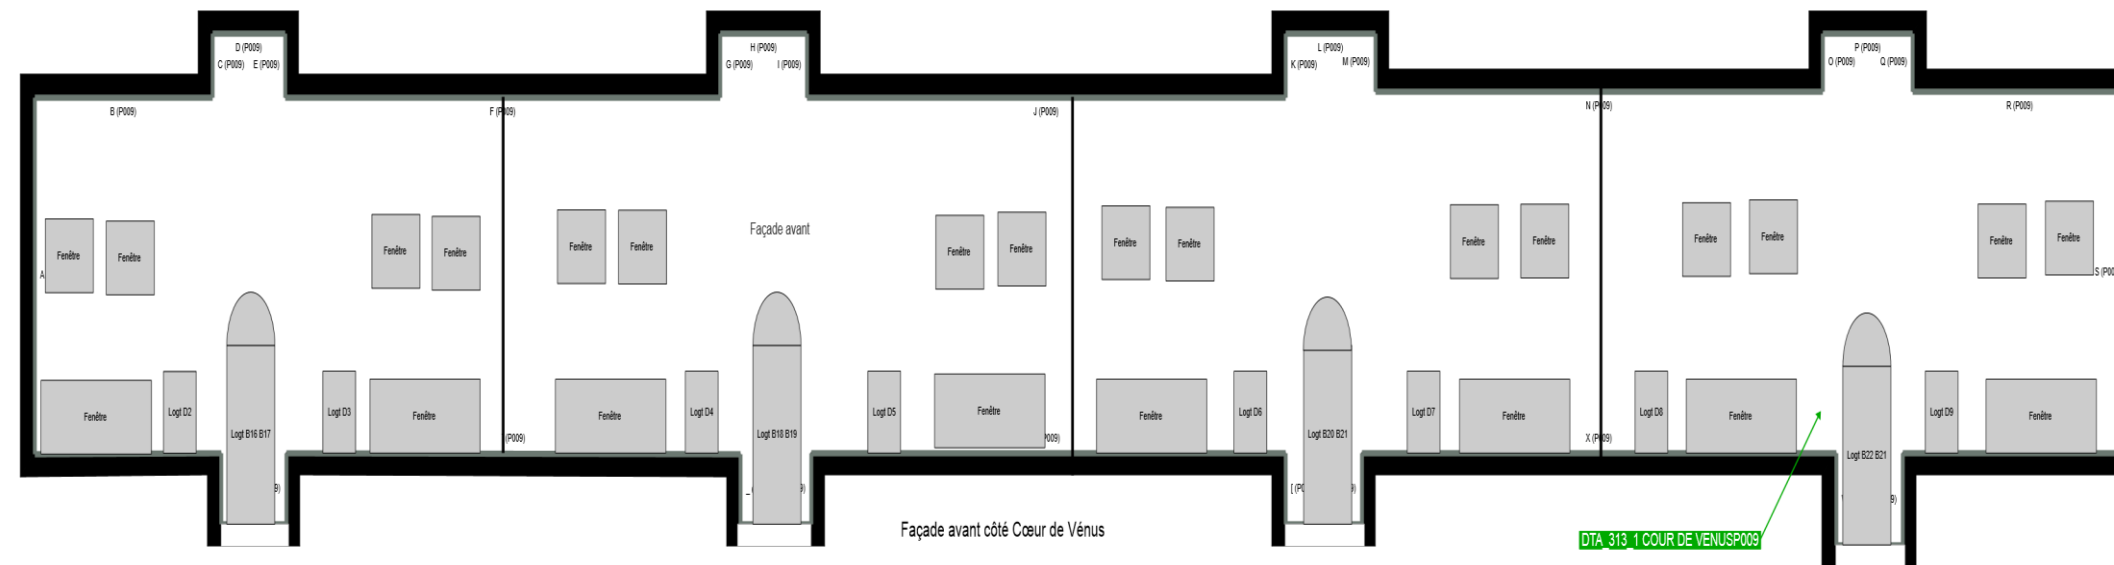 D (P009)
C (P009) E (P009)
H (P009)
G (P009) I (P009)
L (P009)
K (P009) M (P009)
P (P009)
O (P009) Q (P009)
B (P009)
F (P009)
J (P009)
N (P009)
R (P009)
Fenêtre Fenêtre
Fenêtre Fenêtre
Fenêtre Fenêtre
Façade avant
Fenêtre Fenêtre
Fenêtre Fenêtre
Fenêtre Fenêtre
Fenêtre Fenêtre
Fenêtre Fenêtre
A
S (P00
Fenêtre
Logt D2
Logt B16 B17
Logt D3
Fenêtre
(P009)
Fenêtre
Logt D4
Logt B18 B19
Logt D5
Fenêtre
Fenêtre
Logt D6
Logt B20 B21
Logt D7
Fenêtre
X (P009)
Logt D8
Fenêtre
Logt B22 B21
Logt D9
Fenêtre
Façade avant côté Cœur de Vénus
DTA_313_1 COUR DE VENUSP009